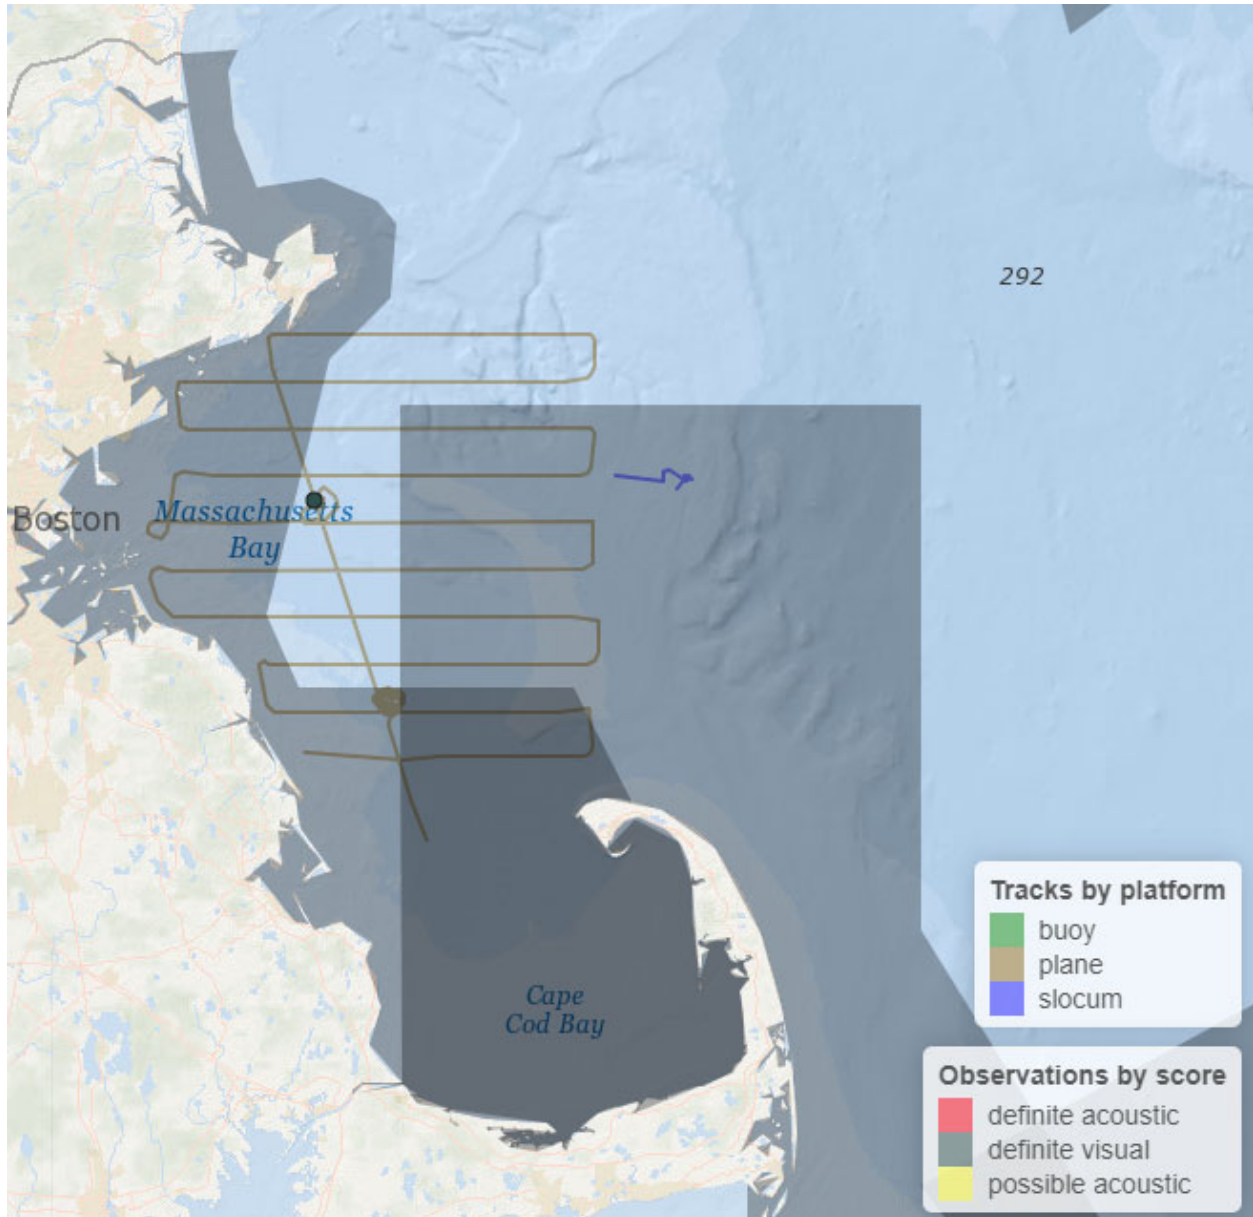 292
Boston
Massachusetts
Bay
Cape
Cod Bay
Tracks by platform
buoy
plane
slocum
Observations by score
definite acoustic
definite visual
possible acoustic